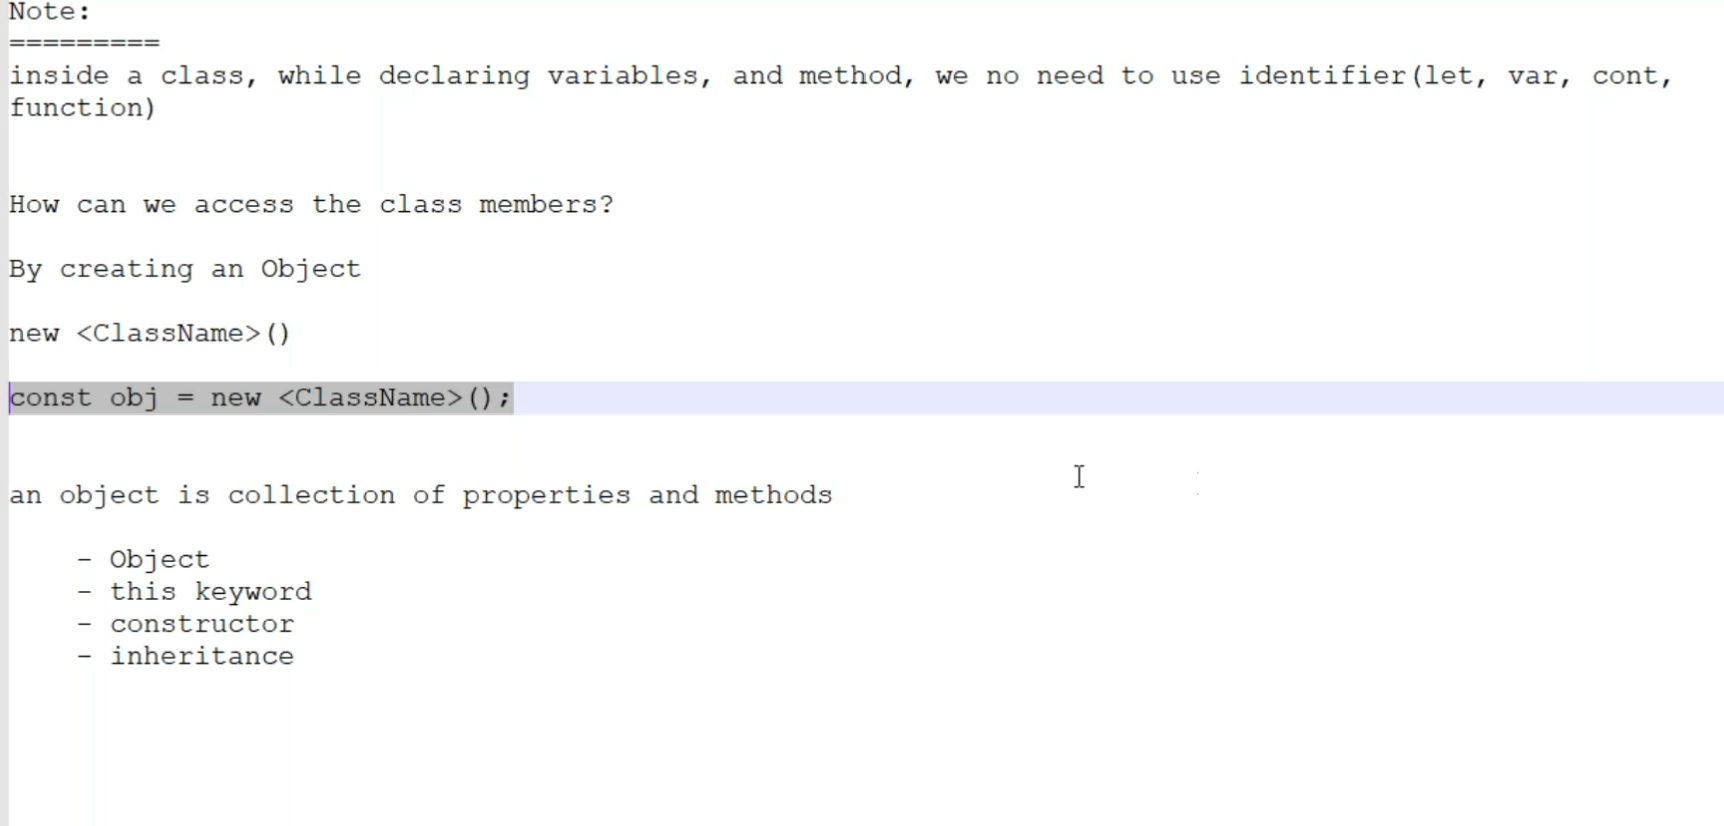 Note:
=========
inside a class, while declaring variables, and method, we no need to use identifier(let, var, cont,
function)
How can we access the class members?
By creating an Object
new <ClassName>()
const obj = new <ClassName>();
an object is collection of properties and methods
- Object
- this keyword
- constructor
- inheritance